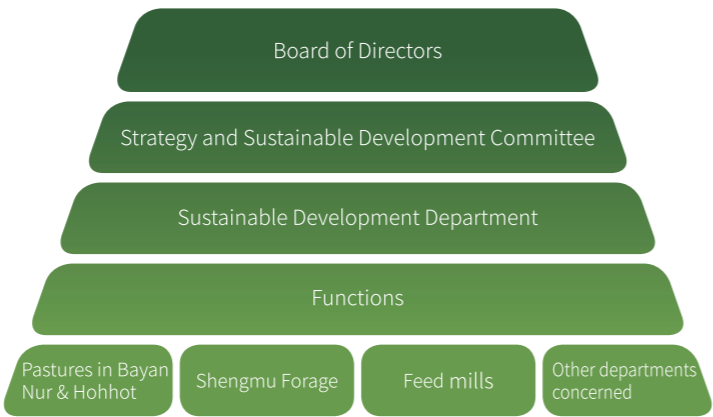 Board of Directors
Strategy and Sustainable Development Committee
Sustainable Development Department
Functions
Pastures in Bayan
Nur & Hohhot
Shengmu Forage
Feed mills
Other departments
concerned